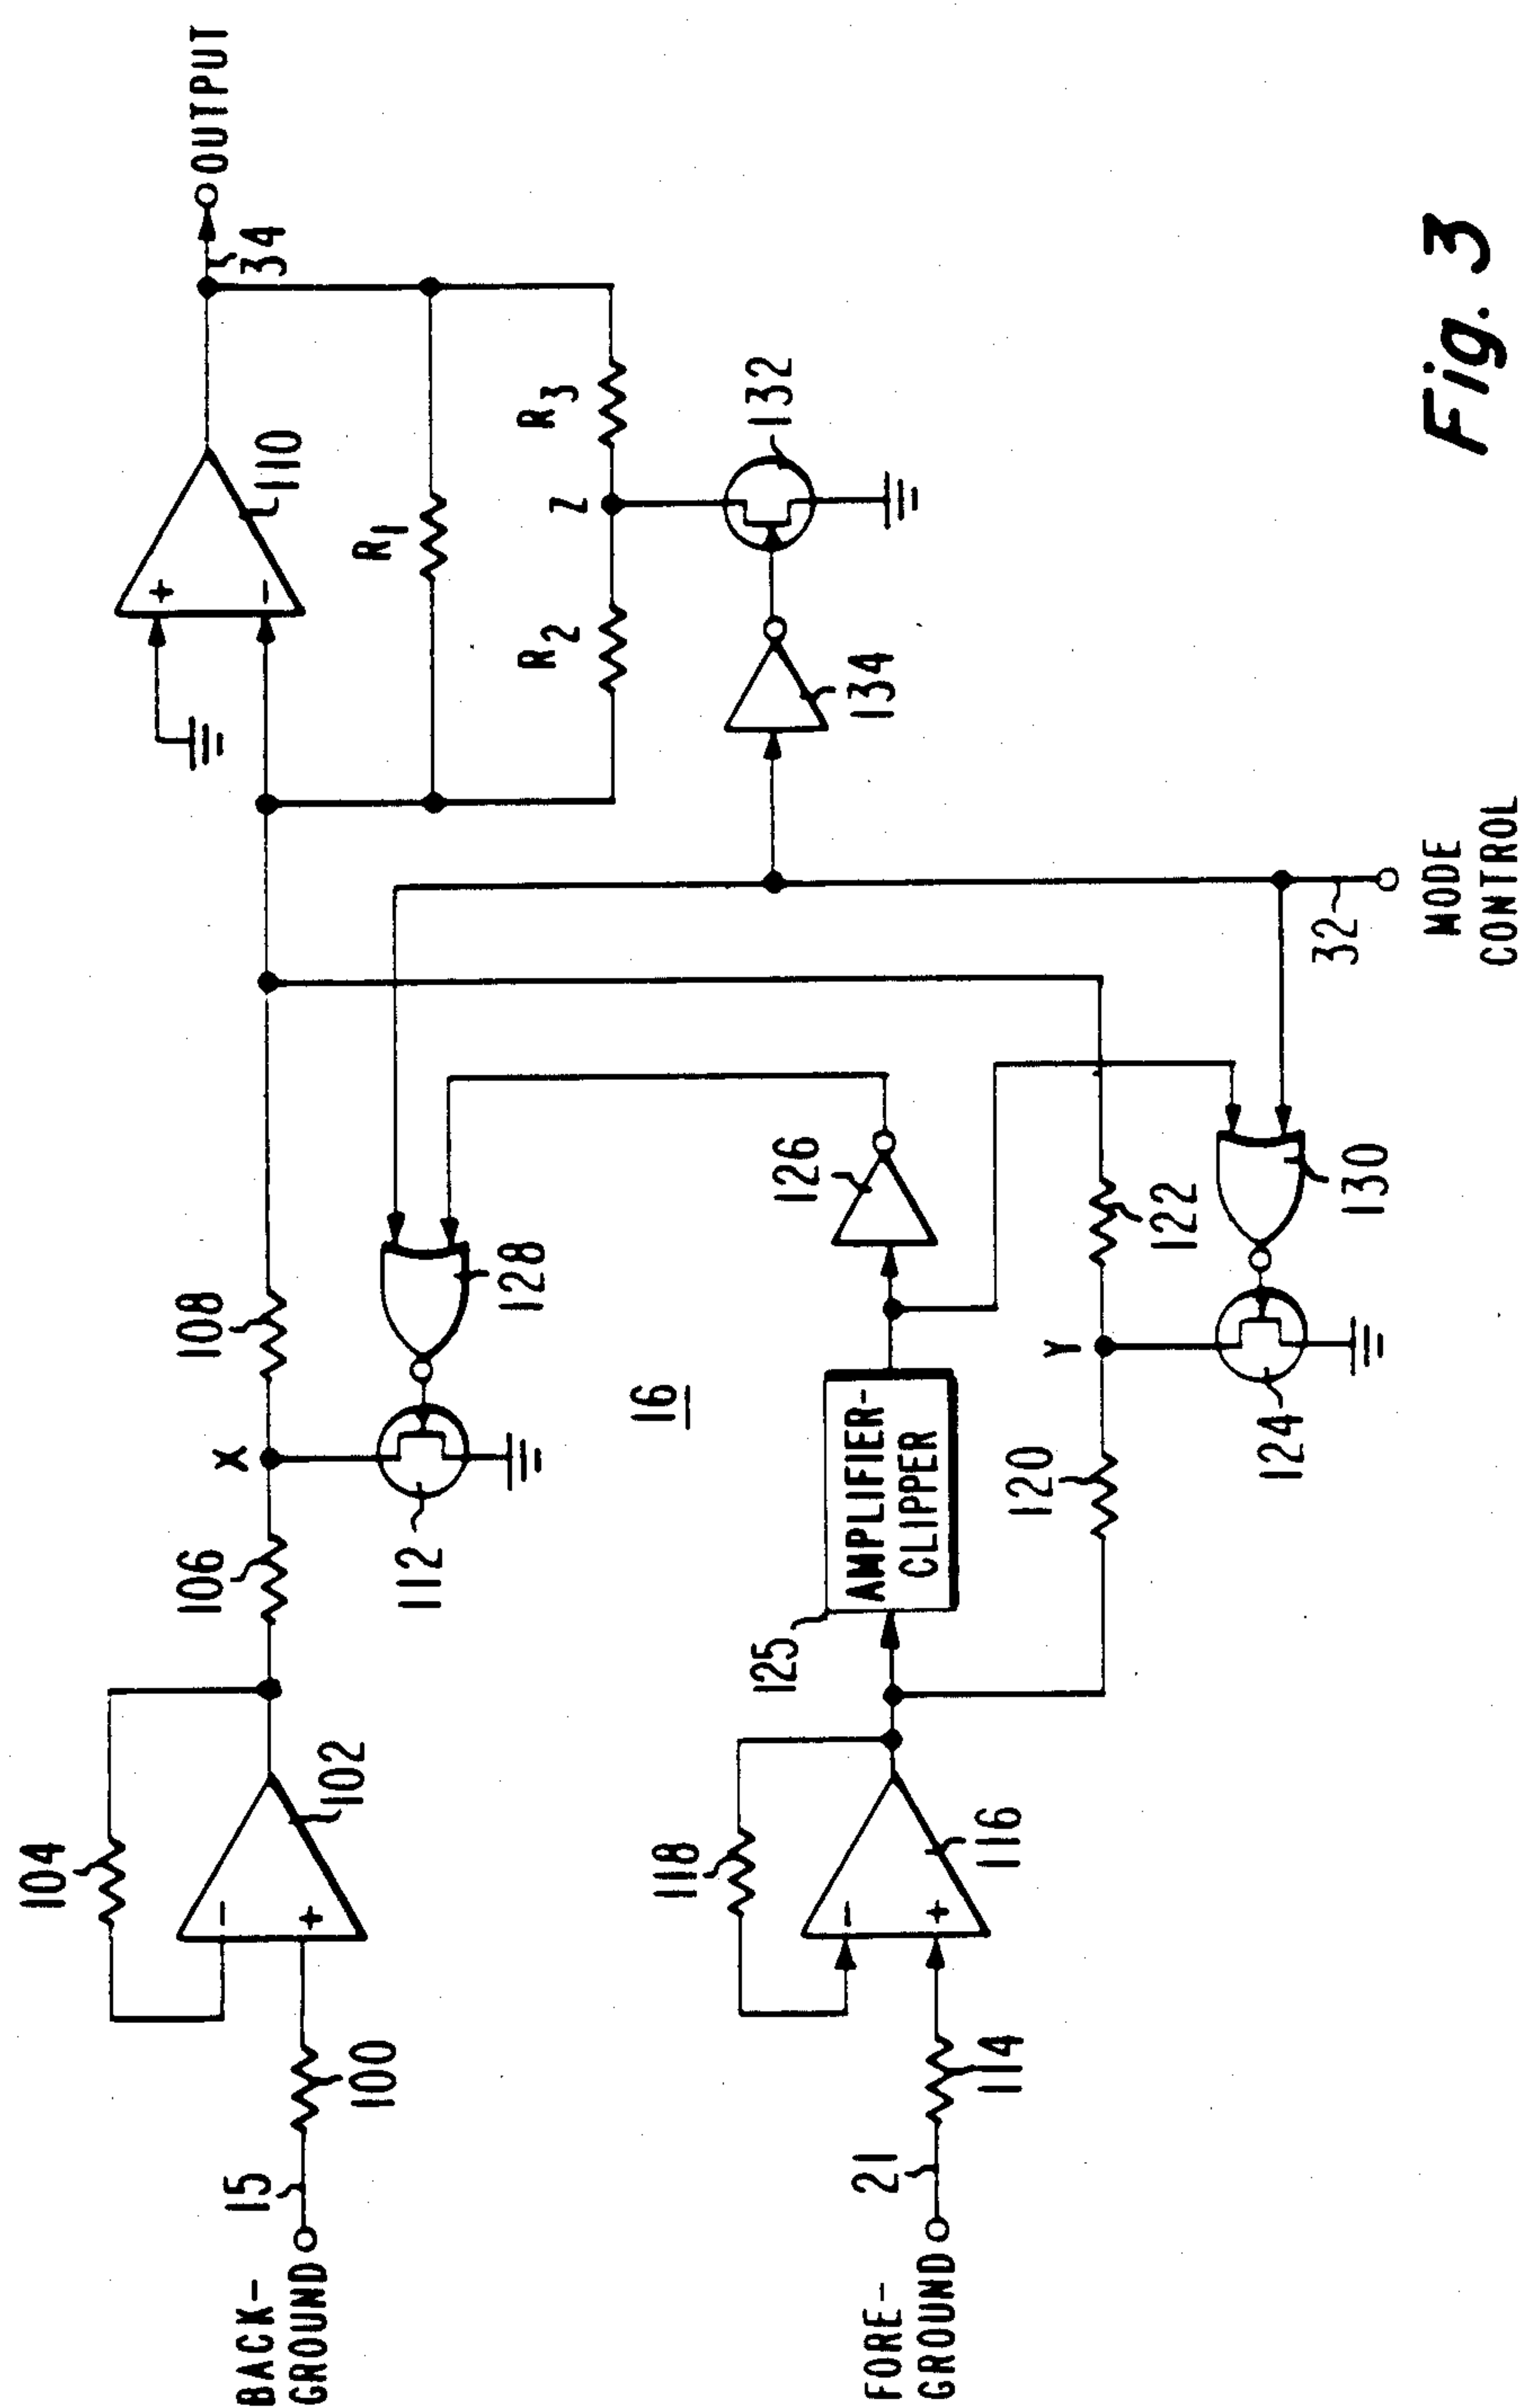 BACK-
GROUND
15
100
104
102
106
X
108
112
128
110
+
-
34
OUTPUT
R1
R2
Z
R3
132
134
16
FORE-
GROUND
21
114
118
116
-
+
-
+
125
AMPLIFIER-
CLIPPER
126
120
Y
122
124
130
32
MODE
CONTROL
Fig. 3